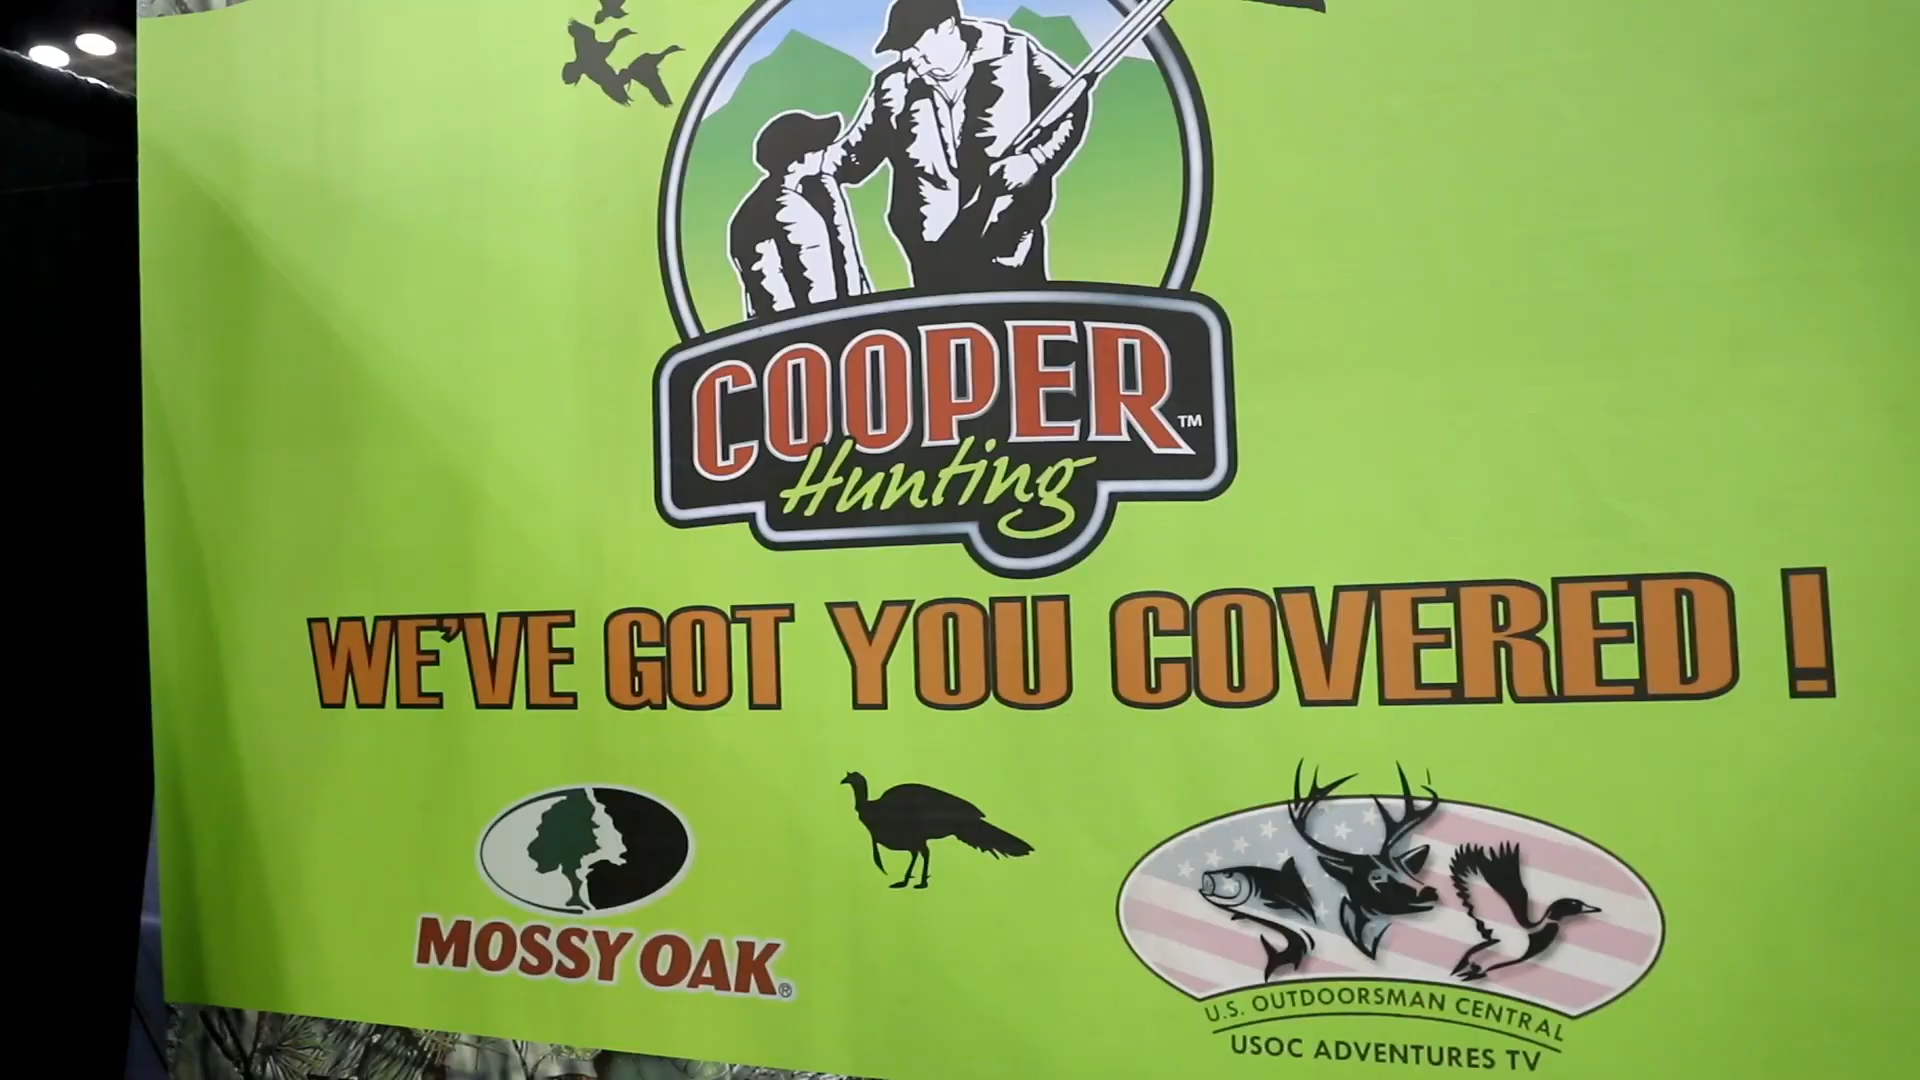 COOPER™
Hunting
WE'VE GOT YOU COVERED !
MOSSY OAK®
U.S. OUTDOORSMAN CENTRAL
USOC ADVENTURES TV